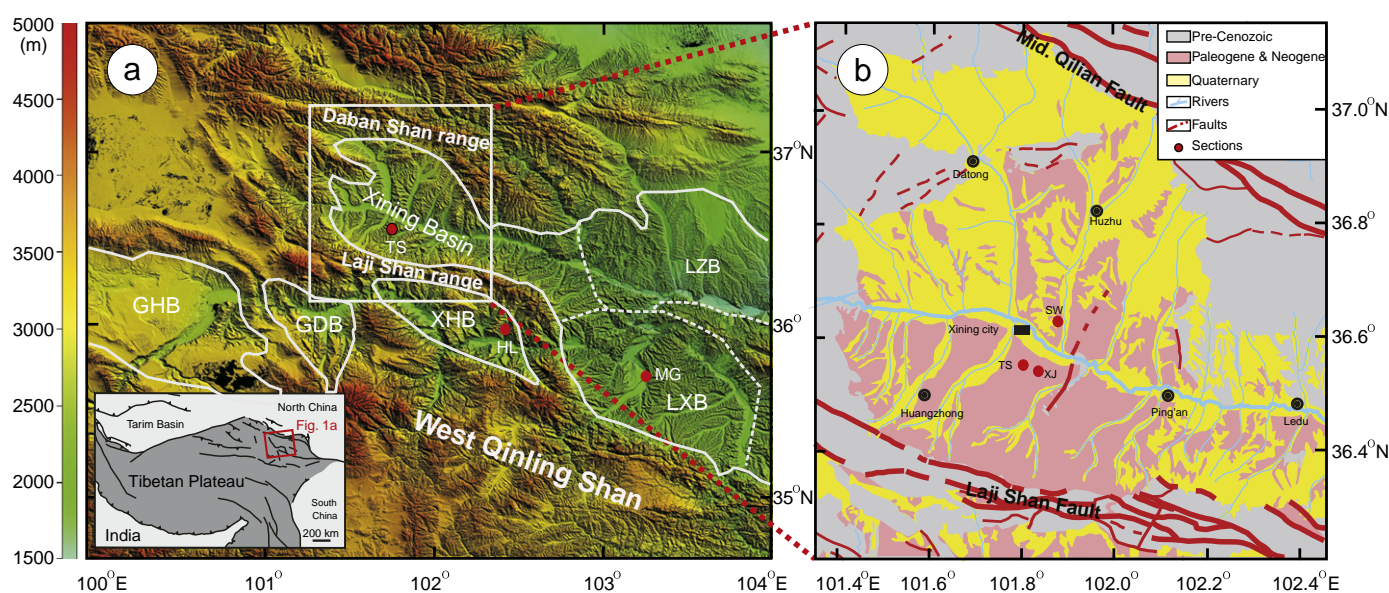 5000
(m)
4500
4000
3500
3000
2500
2000
1500
a
Daban Shan range
Xining Basin
TS
Laji Shan range
GHB
GDB
XHB
HL
LZB
MG
LXB
West Qinling Shan
North China
Fig. 1a
Tarim Basin
Tibetan Plateau
South
China
India
200 km
37°N
36°
35°N
100°E
101°
102°
103°
104°E
b
Mid. Qilian Fault
Pre-Cenozoic
Paleogene & Neogene
Quaternary
Rivers
Faults
Sections
Datong
Huzhu
SW
Xining city
TS
XJ
Huangzhong
Ping'an
Ledu
Laji Shan Fault
37.0°N
36.8°
36.6°
36.4°
101.4°E
101.6°
101.8°
102.0°
102.2°
102.4°E